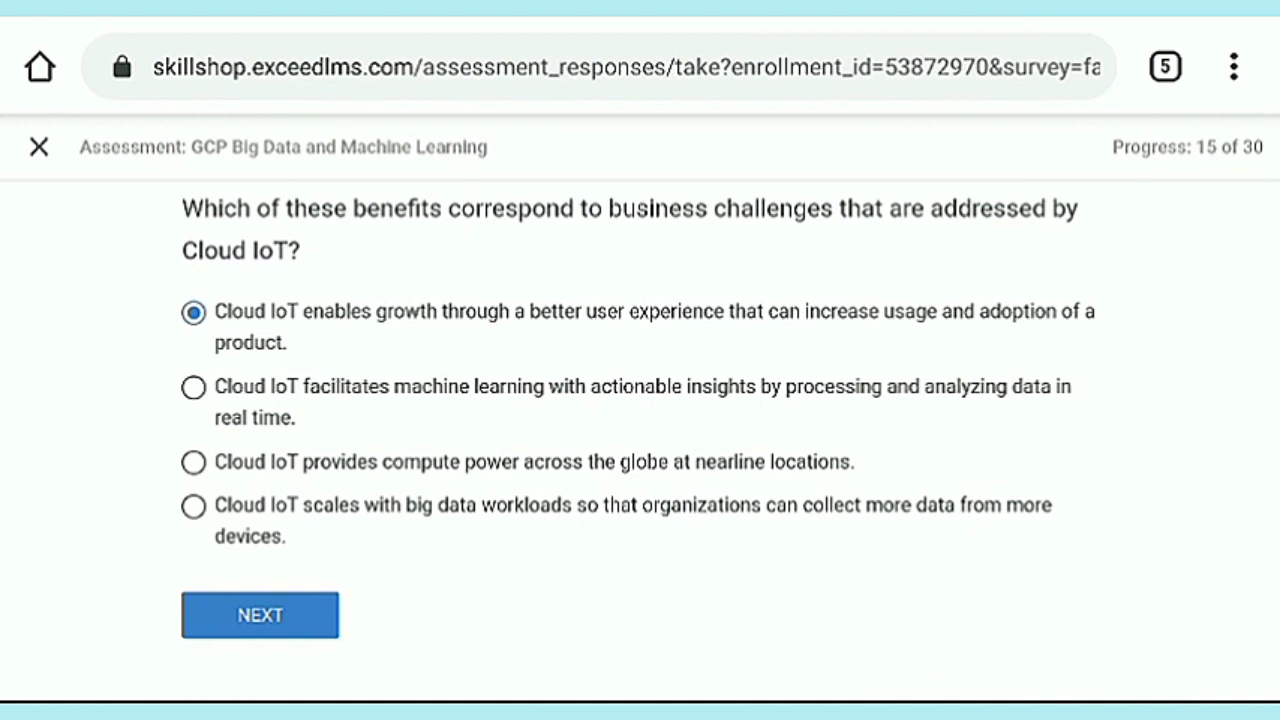 skillshop.exceedlms.com/assessment_responses/take?enrollment_id=53872970&survey=fa
5
Assessment: GCP Big Data and Machine Learning
Progress: 15 of 30
Which of these benefits correspond to business challenges that are addressed by
Cloud IoT?
Cloud IoT enables growth through a better user experience that can increase usage and adoption of a
product.
Cloud IoT facilitates machine learning with actionable insights by processing and analyzing data in
real time.
Cloud IoT provides compute power across the globe at nearline locations.
Cloud IoT scales with big data workloads so that organizations can collect more data from more
devices.
NEXT